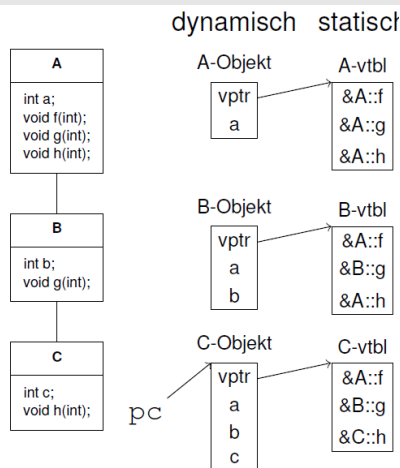 dynamisch statisch
A
int a;
void f(int);
void g(int);
void h(int);
A-Objekt
vptr
a
A-vtbl
&A::f
&A::g
&A::h
B
int b;
void g(int);
B-Objekt
vptr
a
b
B-vtbl
&A::f
&B::g
&A::h
C
int c;
void h(int);
pc
C-Objekt
vptr
a
b
c
C-vtbl
&A::f
&B::g
&C::h